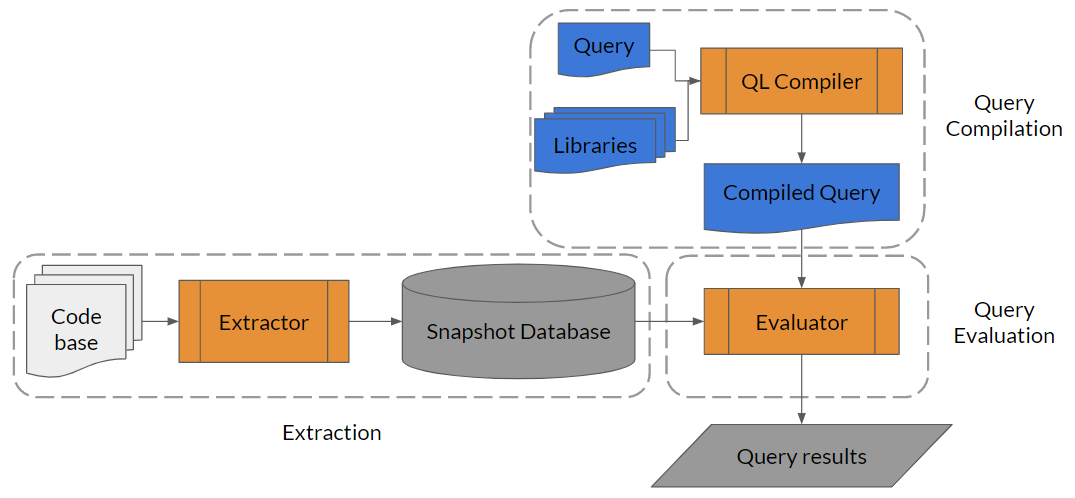 Query
QL Compiler
Query
Compilation
Libraries
Compiled Query
Code
base
Extractor
Snapshot Database
Evaluator
Query
Evaluation
Extraction
Query results